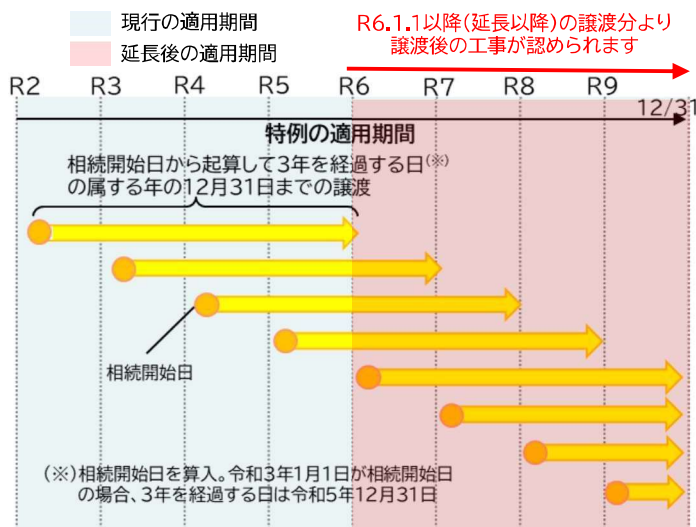 現行の適用期間
延長後の適用期間
R6.1.1以降(延長以降)の譲渡分より
譲渡後の工事が認められます
R2 R3 R4 R5 R6 R7 R8 R9
12/31
特例の適用期間
相続開始日から起算して3年を経過する日(※)
の属する年の12月31日までの譲渡
相続開始日
(※)相続開始日を算入。令和3年1月1日が相続開始日
の場合、3年を経過する日は令和5年12月31日